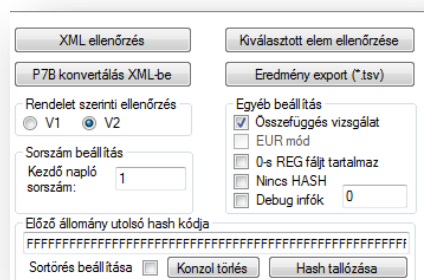 XML ellenőrzés
Kiválasztott elem ellenőrzése
P7B konvertálás XML-be
Eredmény export (*.tsv)
Rendelet szerinti ellenőrzés
V1 V2
Egyéb beállítás
Összefüggés vizsgálat
EUR mód
0-s REG fáljt tartalmaz
Nincs HASH
Debug infók 0
Sorszám beállítás
Kezdő napló
sorszám: 1
Előző állomány utolsó hash kódja
FFFFFFFFFFFFFFFFFFFFFFFFFFFFFFFFFFFFFFFFFFFFFFFFFFFFFF
Sortörés beállítása Konzol törlés Hash tallózása